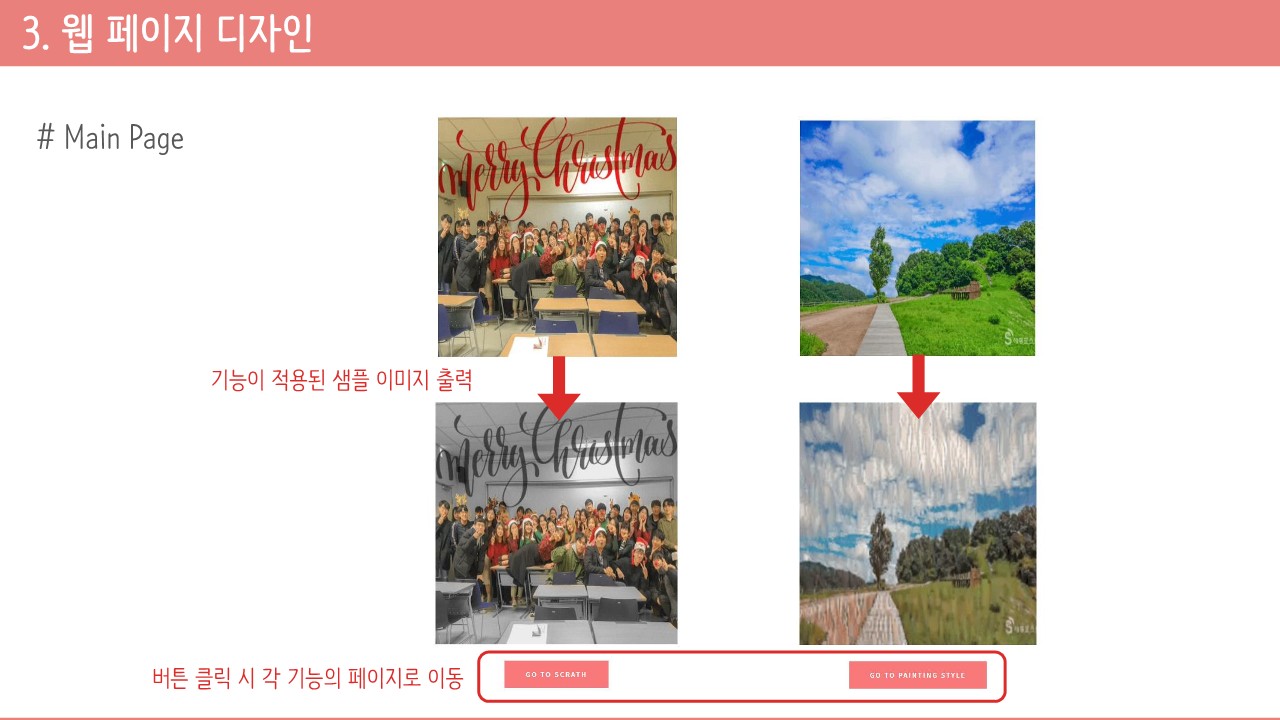 3. 웹 페이지 디자인
# Main Page
Merry Christmas
기능이 적용된 샘플 이미지 출력
Merry Christmas
버튼 클릭 시 각 기능의 페이지로 이동
GO TO SCRATH
GO TO PAINTING STYLE